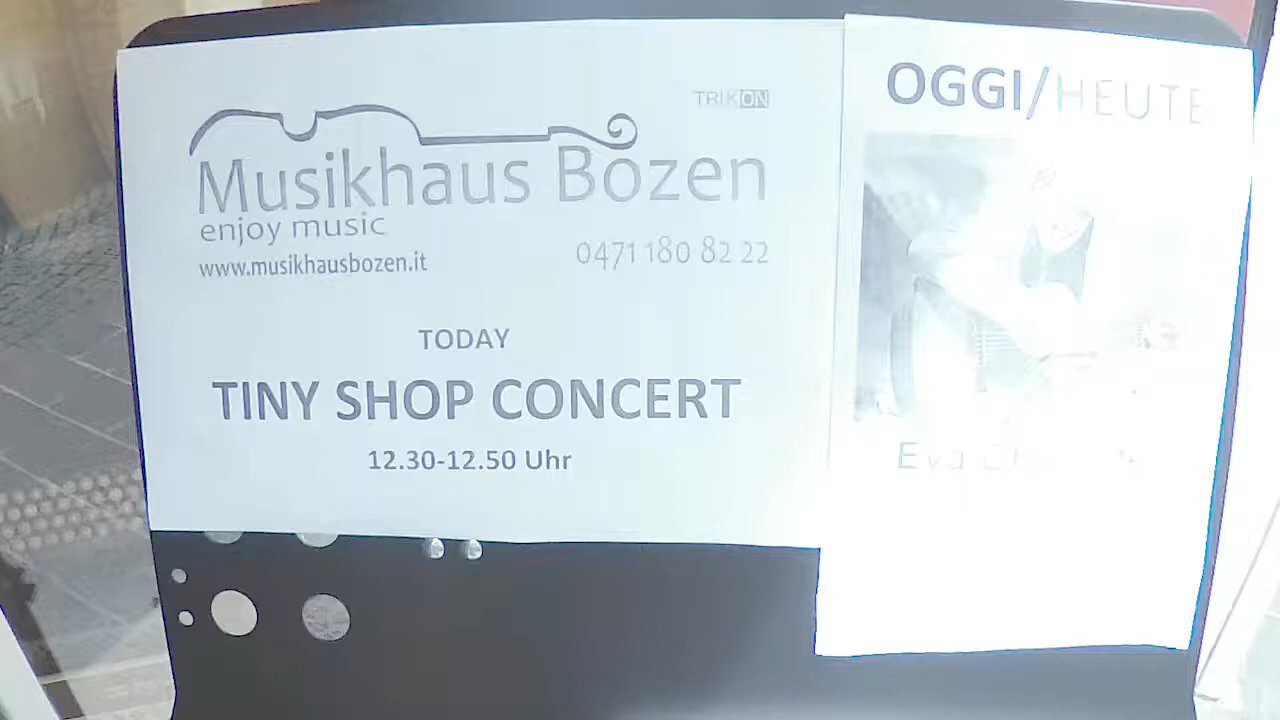 TRIKON
Musikhaus Bozen
enjoy music
www.musikhausbozen.it
0471 180 82 22
TODAY
TINY SHOP CONCERT
12.30-12.50 Uhr
OGGI/HEUTE
Eva